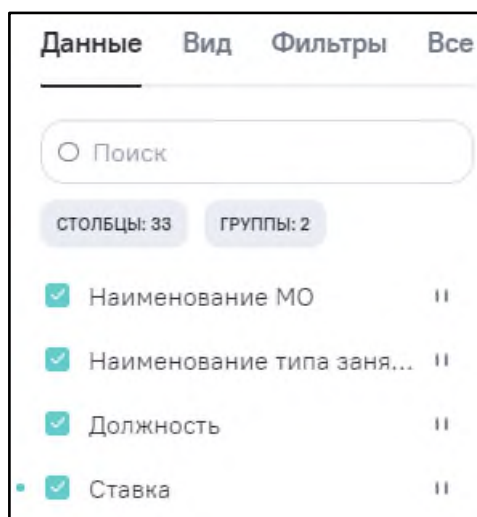 Данные Вид Фильтры Все
Поиск
СТОЛБЦЫ: 33 ГРУППЫ: 2
Наименование МО
Наименование типа заня...
Должность
Ставка